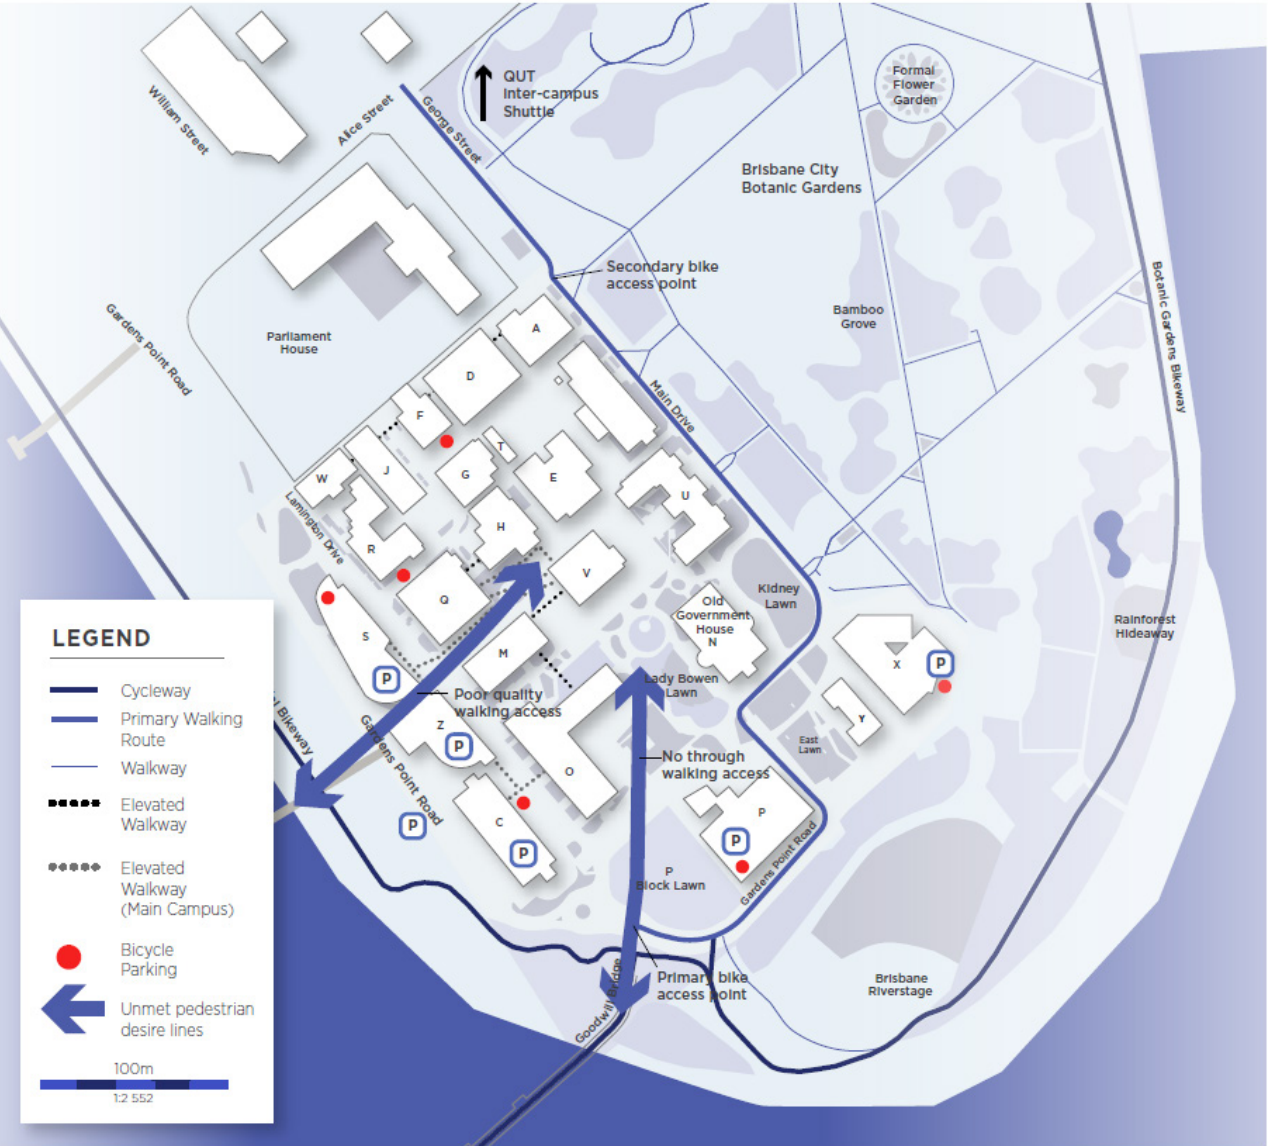 William Street
Alice Street
George Street
QUT
Inter-campus
Shuttle
Formal
Flower
Garden
Brisbane City
Botanic Gardens
Secondary bike
access point
Botanic Gardens Bikeway
Gardens Point Road
Parliament
House
Bamboo
Grove
A
D
Main Drive
F
T
J
G
E
W
U
Lamington Drive
H
R
V
Q
Kidney
Lawn
Old
Government
House
N
Rainforest
Hideaway
S
M
X
P
P
Lady Bowen
Lawn
Poor quality
walking access
Z
P
Y
East
Lawn
Gardens Point Road
No through
walking access
O
P
C
P
P
P
Gardens Point Road
P
Block Lawn
Primary bike
access point
Brisbane
Riverstage
Goodwill Bridge
Bikeway
LEGEND
Cycleway
Primary Walking
Route
Walkway
Elevated
Walkway
Elevated
Walkway
(Main Campus)
Bicycle
Parking
Unmet pedestrian
desire lines
100m
1:2 552